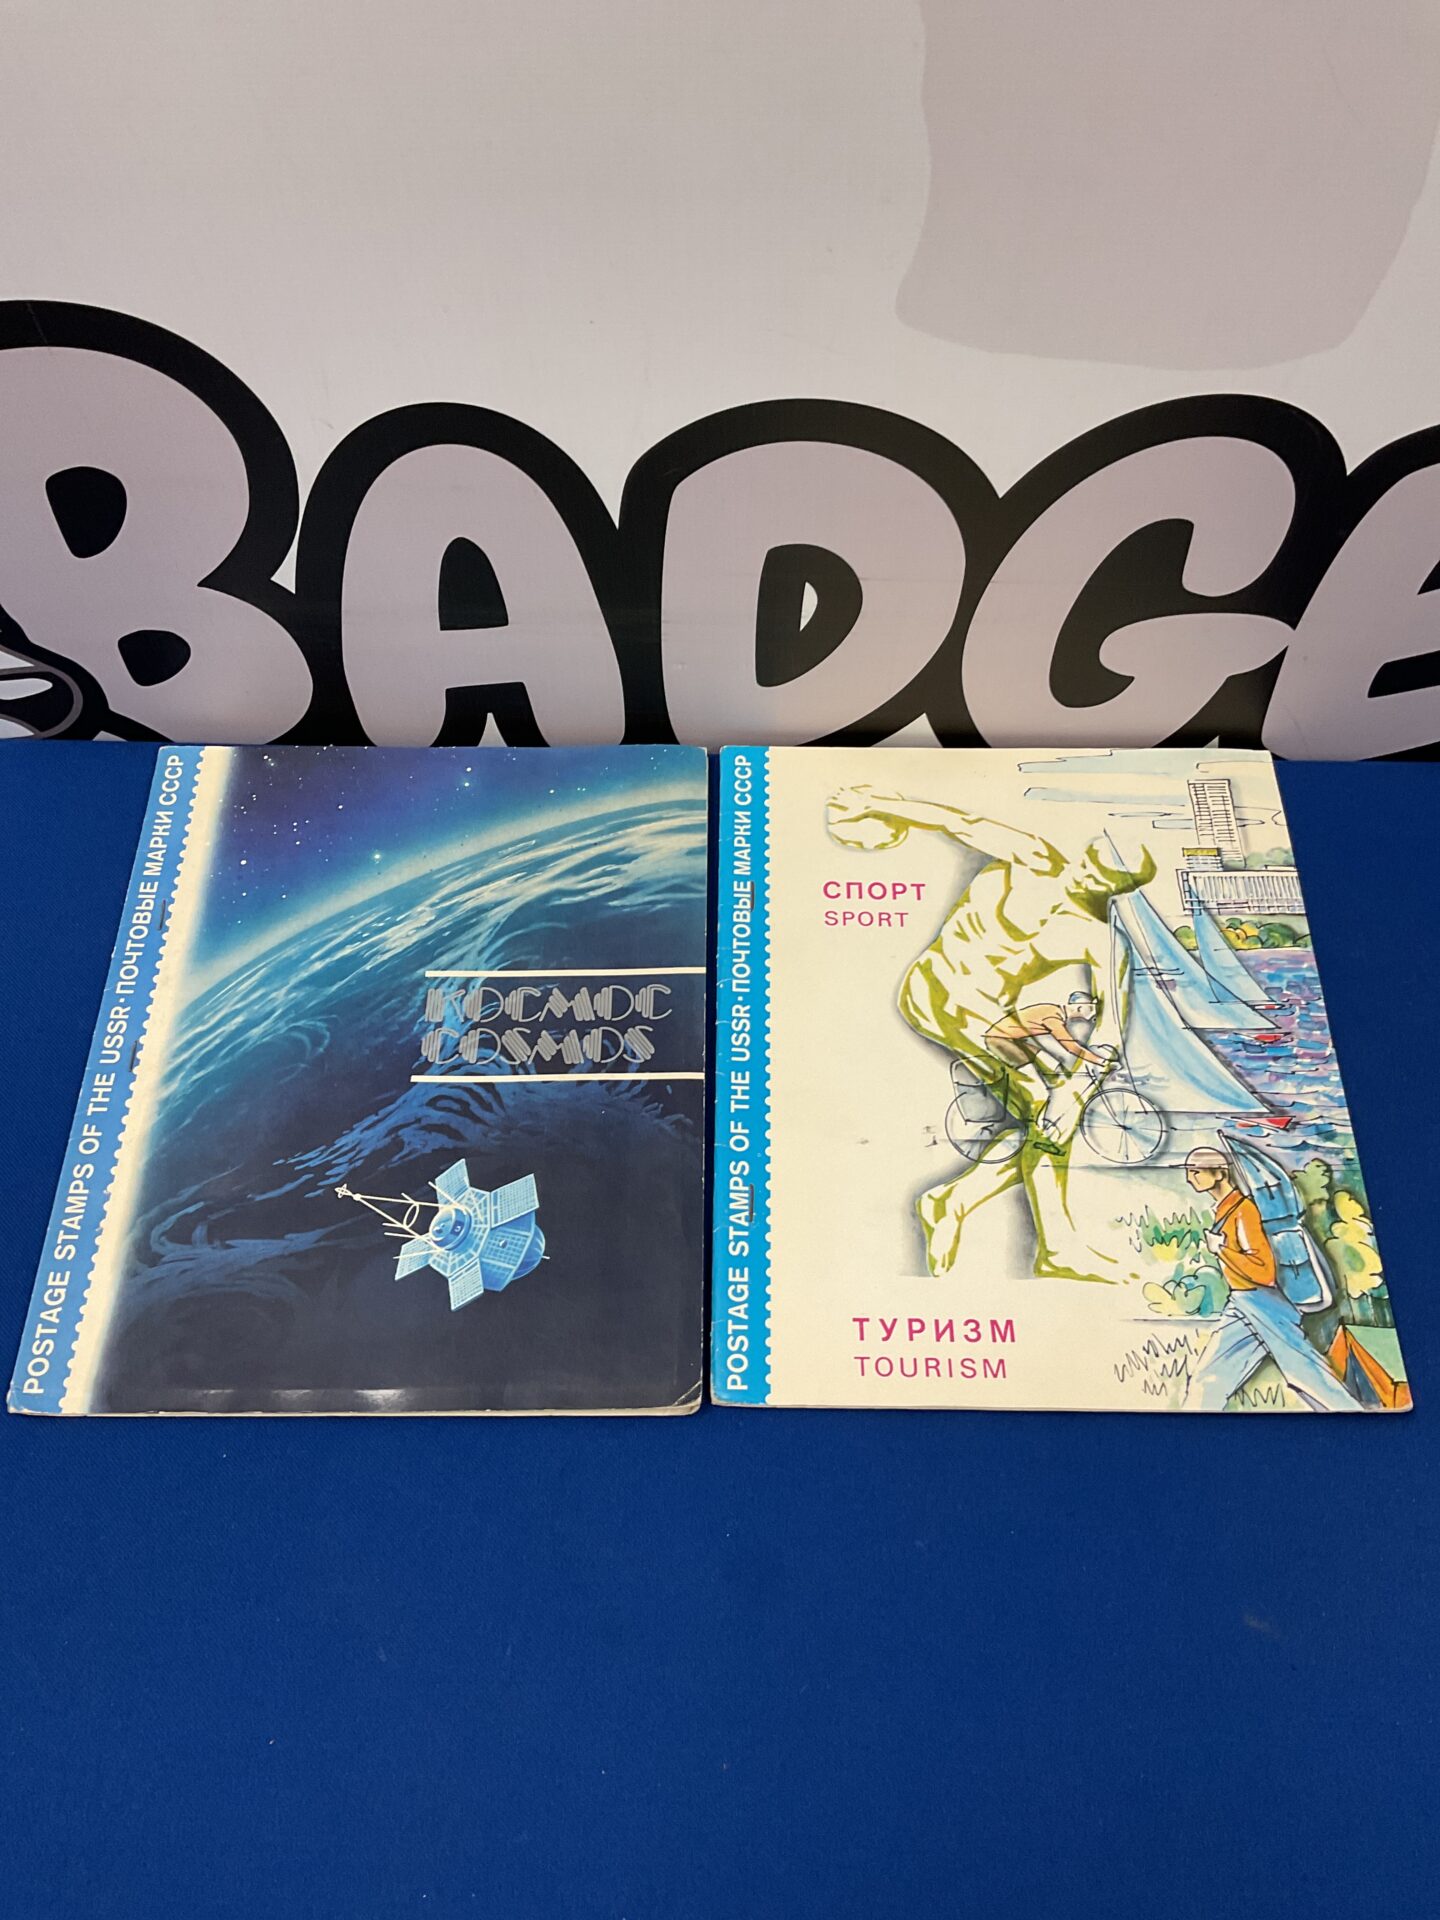 BADGE
POSTAGE STAMPS OF THE USSR·ПОЧТОВЫЕ МАРКИ СССР
КОСМОС
COSMOS
POSTAGE STAMPS OF THE USSR·ПОЧТОВЫЕ МАРКИ СССР
СПОРТ
SPORT
ТУРИЗМ
TOURISM